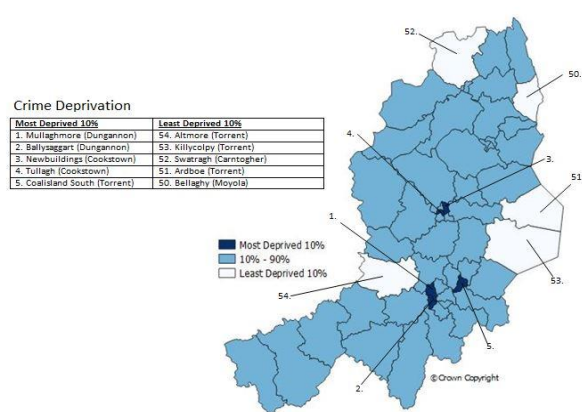 52.
50.
Crime Deprivation
Most Deprived 10% Least Deprived 10%
1. Mullaghmore (Dungannon) 54. Altmore (Torrent)
2. Ballysaggart (Dungannon) 53. Killycolpy (Torrent)
3. Newbuildings (Cookstown) 52. Swatragh (Carntogher)
4. Tullagh (Cookstown) 51. Ardboe (Torrent)
5. Coalisland South (Torrent) 50. Bellaghy (Moyola)
4.
3.
51
1.
Most Deprived 10%
10% - 90%
Least Deprived 10%
53.
54.
5.
2.
©Crown Copyright